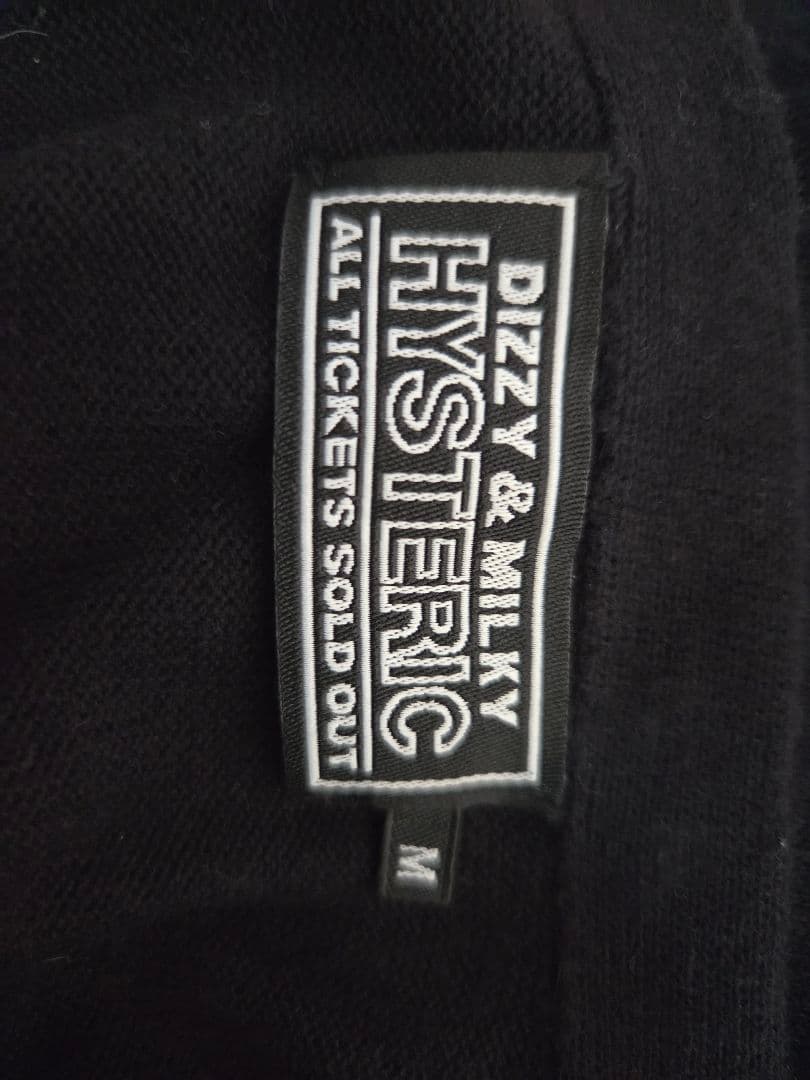 DIZZY & MILKY
HYSTERIC
ALL TICKETS SOLD OUT
M